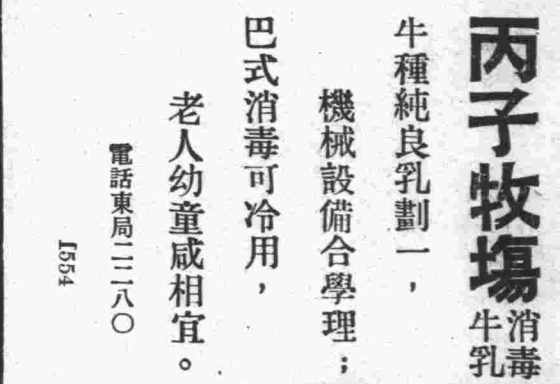 丙子牧塲
消毒
牛乳
牛種純良乳劃一，
機械設備合學理；
巴式消毒可冷用，
老人幼童咸相宜。
電話東局二二八〇
1554